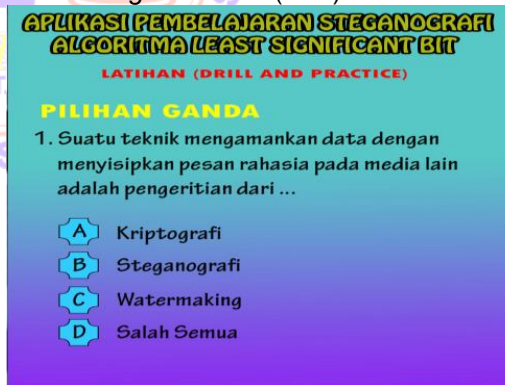 APLIKASI PEMBELAJARAN STEGANOGRAFI
ALGORITMA LEAST SIGNIFICANT BIT
LATIHAN (DRILL AND PRACTICE)
PILIHAN GANDA
1. Suatu teknik mengamankan data dengan
menyisipkan pesan rahasia pada media lain
adalah pengeritian dari ...
A Kriptografi
B Steganografi
C Watermaking
D Salah Semua